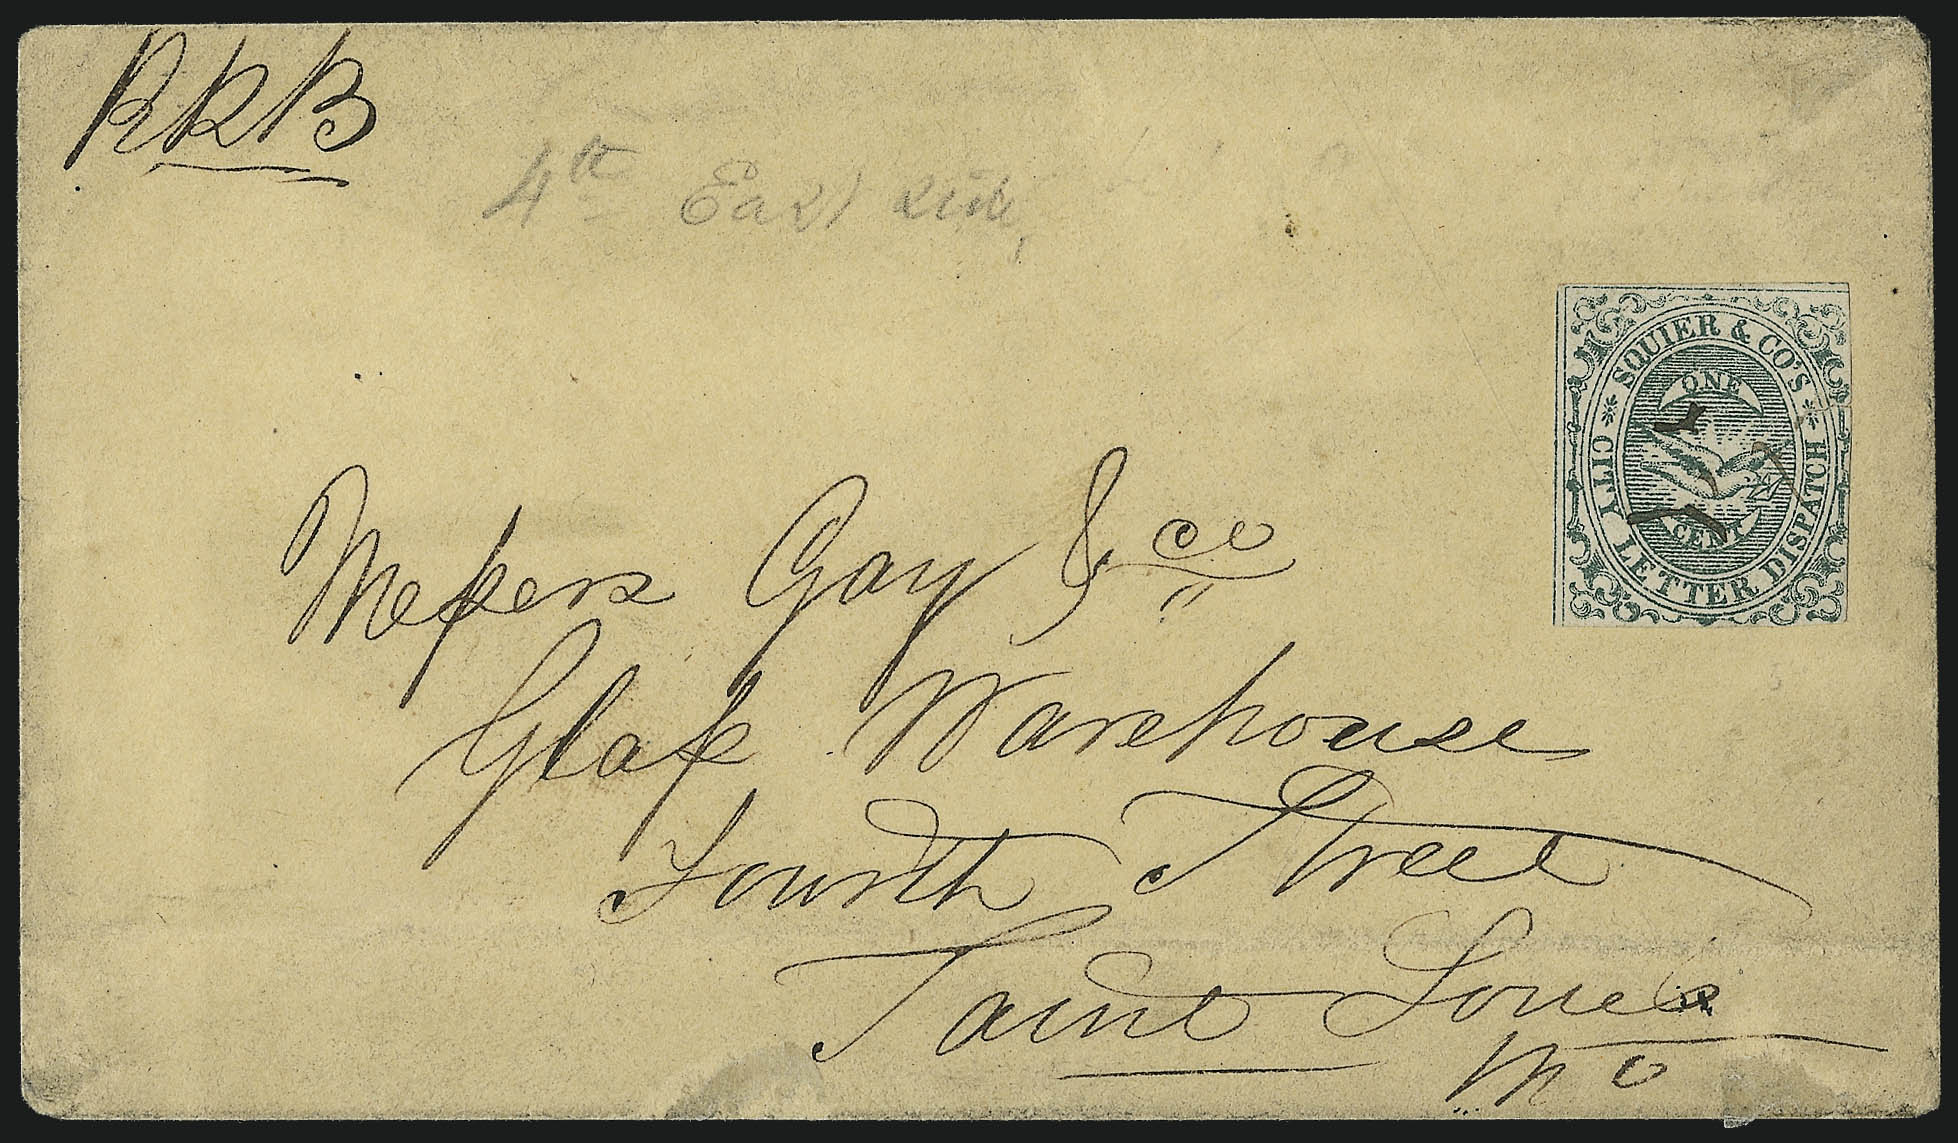 RRB
4th East side
SQUIER & CO'S
CITY LETTER DISPATCH
ONE
CENT
Messrs Gay & Co
Glass Warehouse
Fourth Street
Saint Louis
Mo